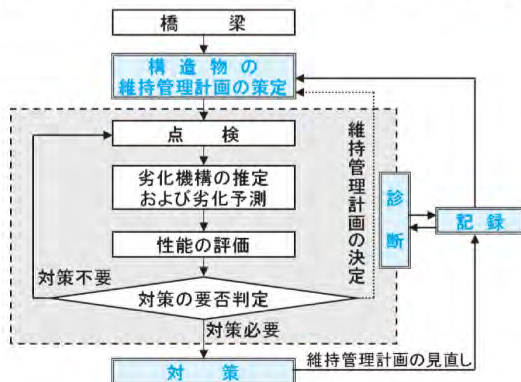 橋　梁
構 造 物 の
維持管理計画の策定
点　検
劣化機構の推定
および劣化予測
性能の評価
対策不要
対策の要否判定
対策必要
対　策
維持管理計画の決定
診断
記 録
維持管理計画の見直し